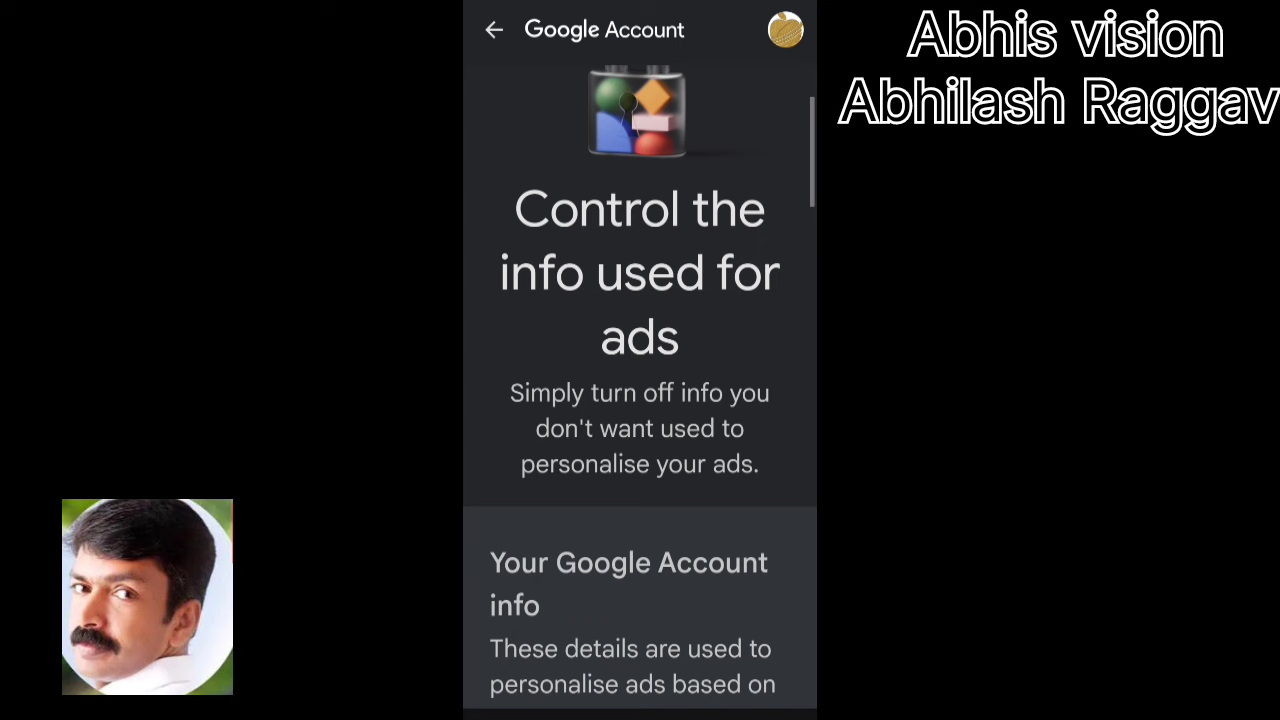 Google Account
Abhis vision
Abhilash Raggav
Control the
info used for
ads
Simply turn off info you
don't want used to
personalise your ads.
Your Google Account
info
These details are used to
personalise ads based on